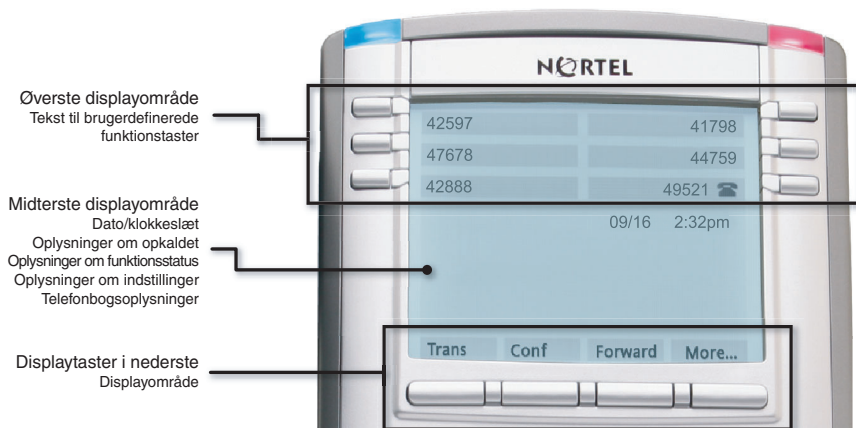 NORTEL
Øverste displayområde
Tekst til brugerdefinerede
funktionstaster
42597 41798
47678 44759
42888 49521
Midterste displayområde
Dato/klokkeslæt
Oplysninger om opkaldet
Oplysninger om funktionsstatus
Oplysninger om indstillinger
Telefonbogsoplysninger
09/16 2:32pm
Displaytaster i nederste
Displayområde
Trans Conf Forward More...